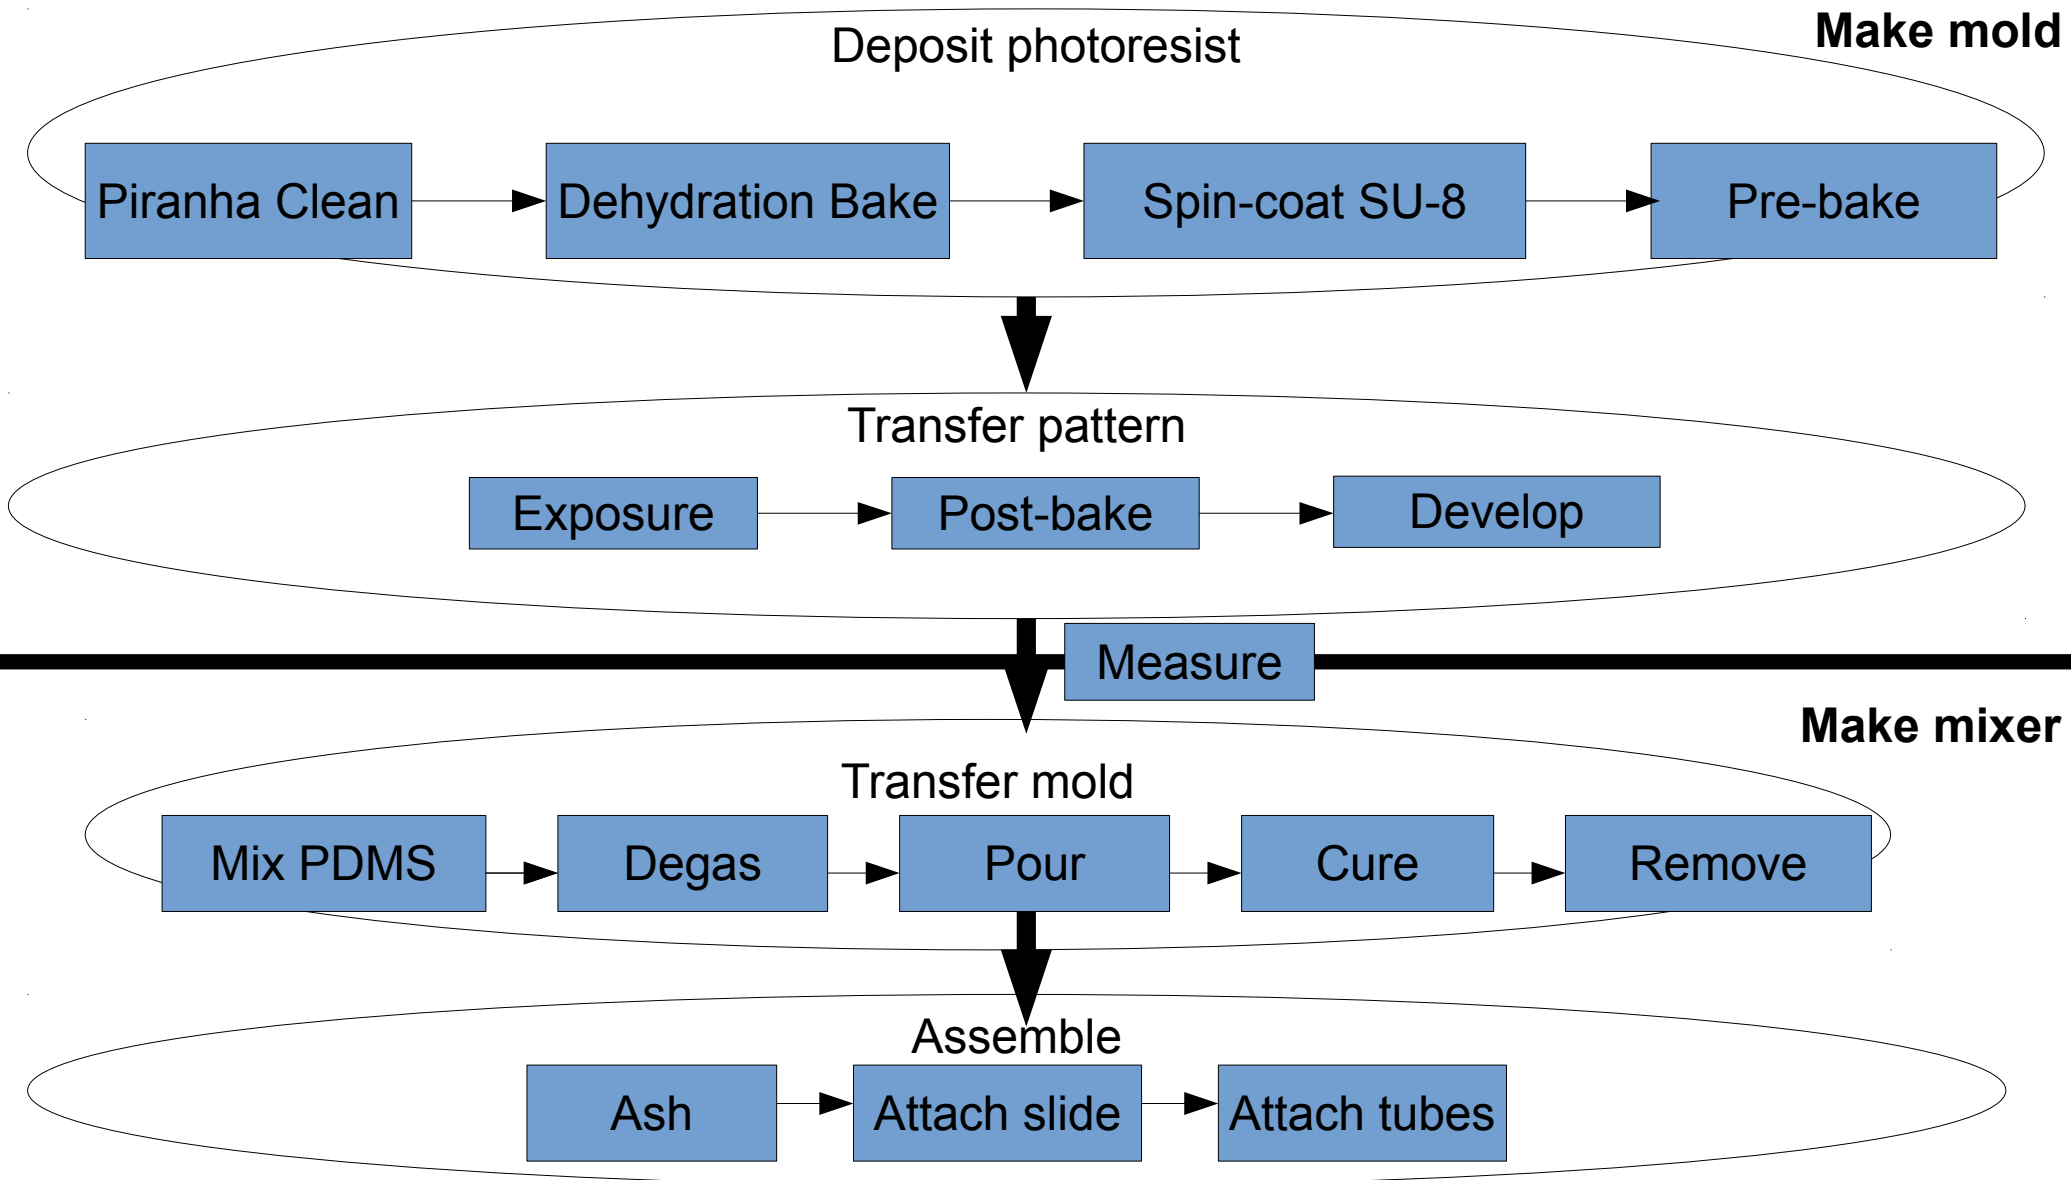 Make mold
Deposit photoresist
Piranha Clean
Dehydration Bake
Spin-coat SU-8
Pre-bake
Transfer pattern
Exposure
Post-bake
Develop
Measure
Make mixer
Transfer mold
Mix PDMS
Degas
Pour
Cure
Remove
Assemble
Ash
Attach slide
Attach tubes